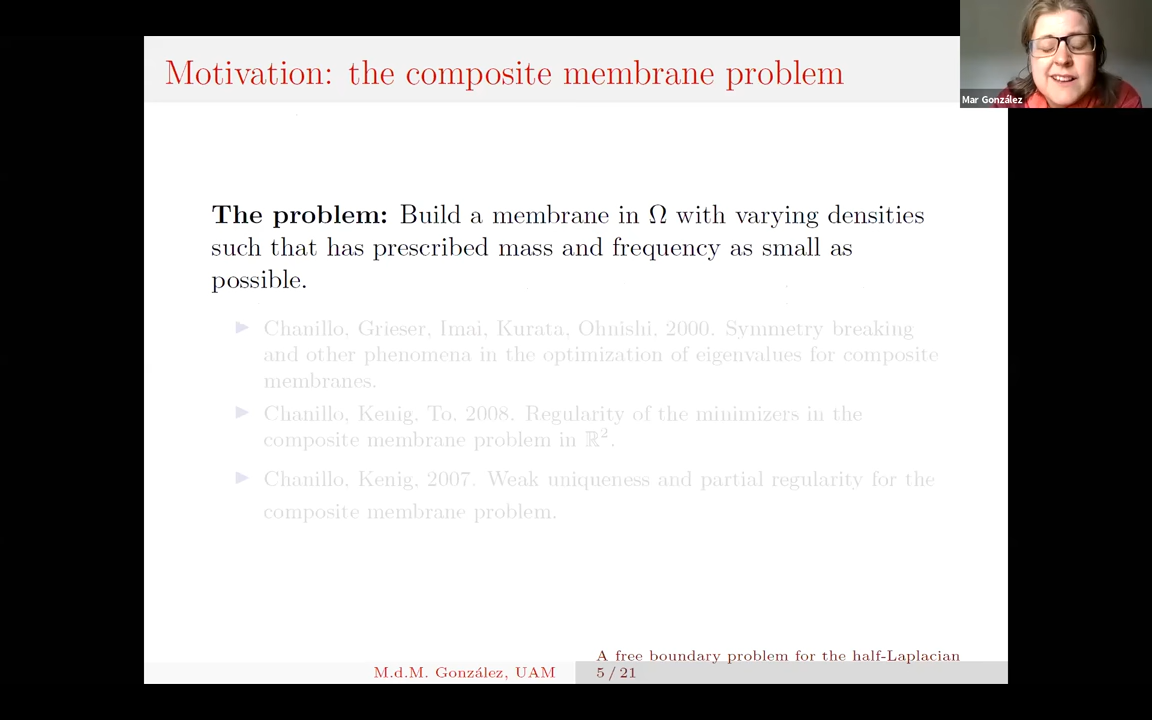 Motivation: the composite membrane problem
Mar González
The problem: Build a membrane in Ω with varying densities
such that has prescribed mass and frequency as small as
possible.
▶ Chanillo, Grieser, Imai, Kurata, Ohnishi, 2000. Symmetry breaking
and other phenomena in the optimization of eigenvalues for composite
membranes.
▶ Chanillo, Kenig, To, 2008. Regularity of the minimizers in the
composite membrane problem in ℝ².
▶ Chanillo, Kenig, 2007. Weak uniqueness and partial regularity for the
composite membrane problem.
M.d.M. González, UAM
A free boundary problem for the half-Laplacian
5 / 21